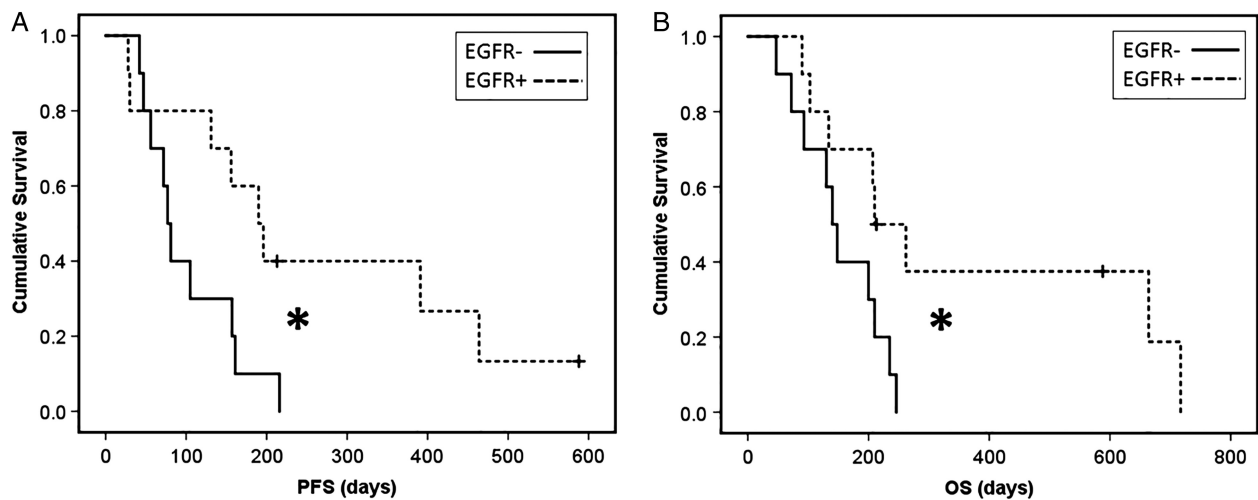 A
EGFR-
EGFR+
1.0
0.8
0.6
0.4
0.2
0.0
Cumulative Survival
0 100 200 300 400 500 600
PFS (days)
B
EGFR-
EGFR+
1.0
0.8
0.6
0.4
0.2
0.0
Cumulative Survival
0 200 400 600 800
OS (days)